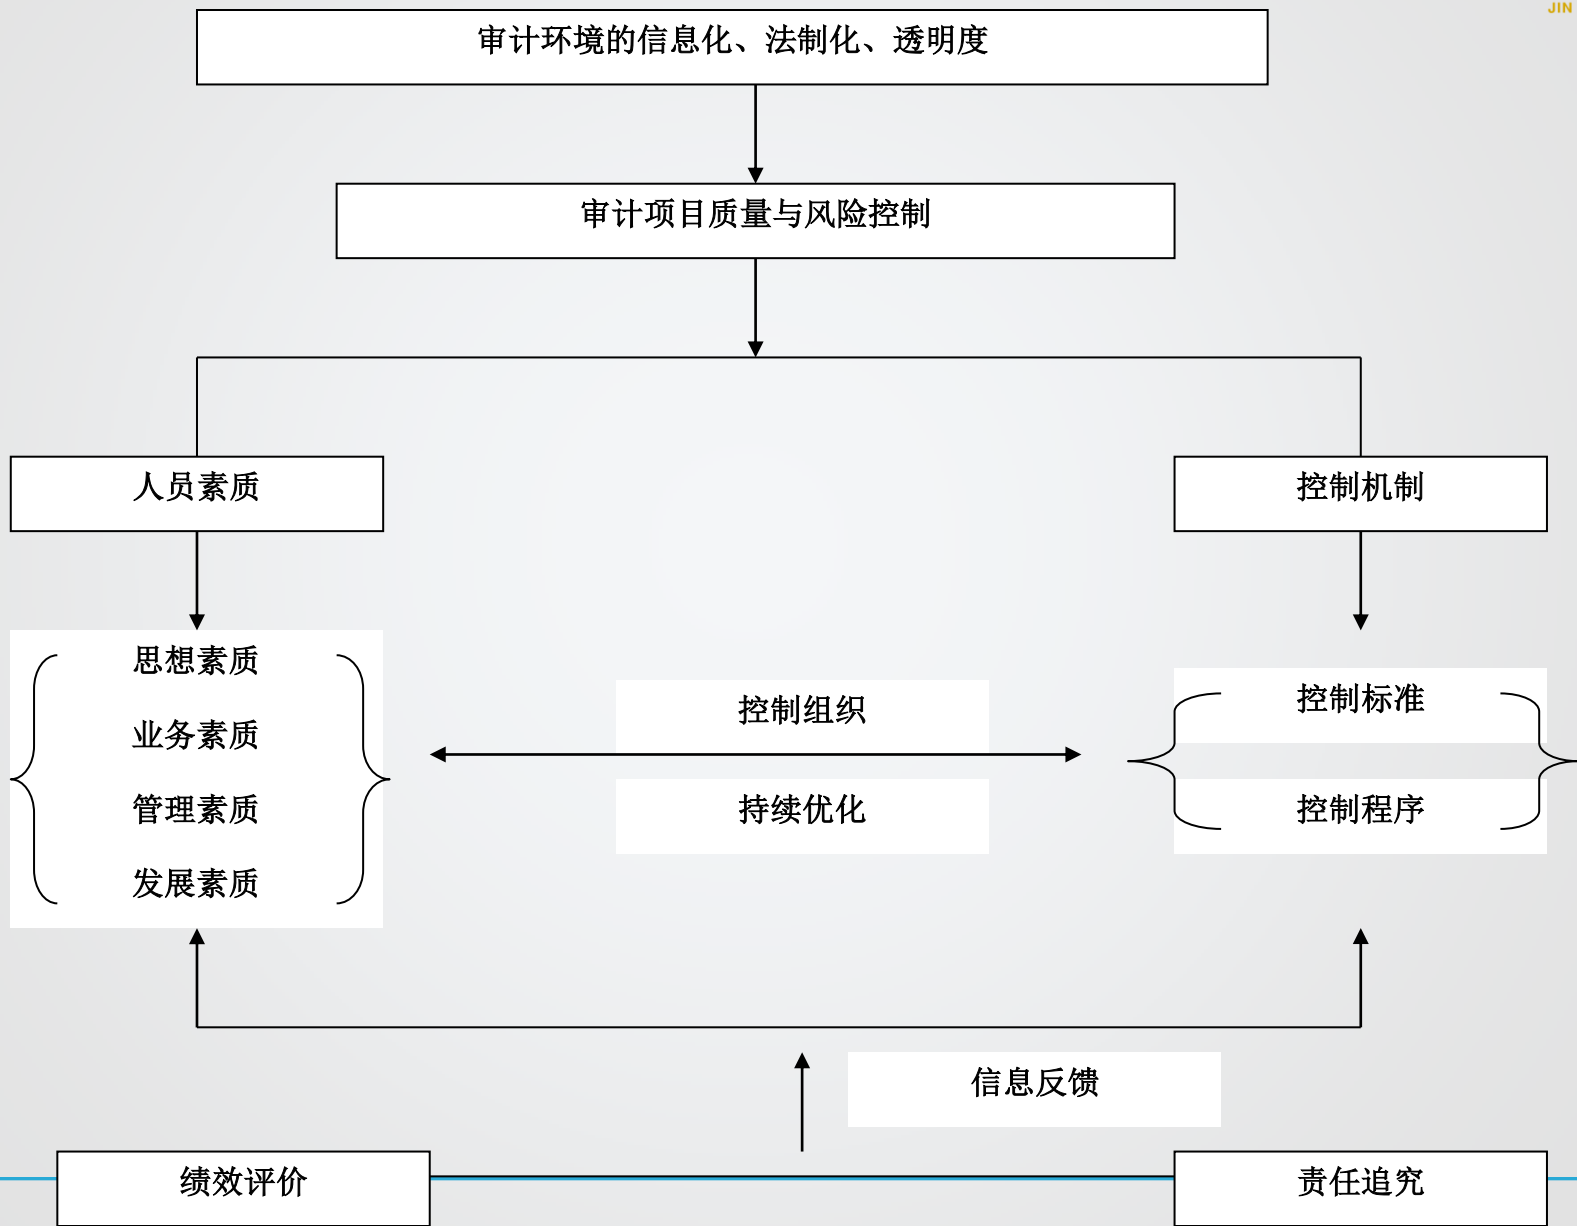 JIN
审计环境的信息化、法制化、透明度
审计项目质量与风险控制
人员素质
控制机制
思想素质
业务素质
管理素质
发展素质
控制组织
持续优化
控制标准
控制程序
信息反馈
绩效评价
责任追究